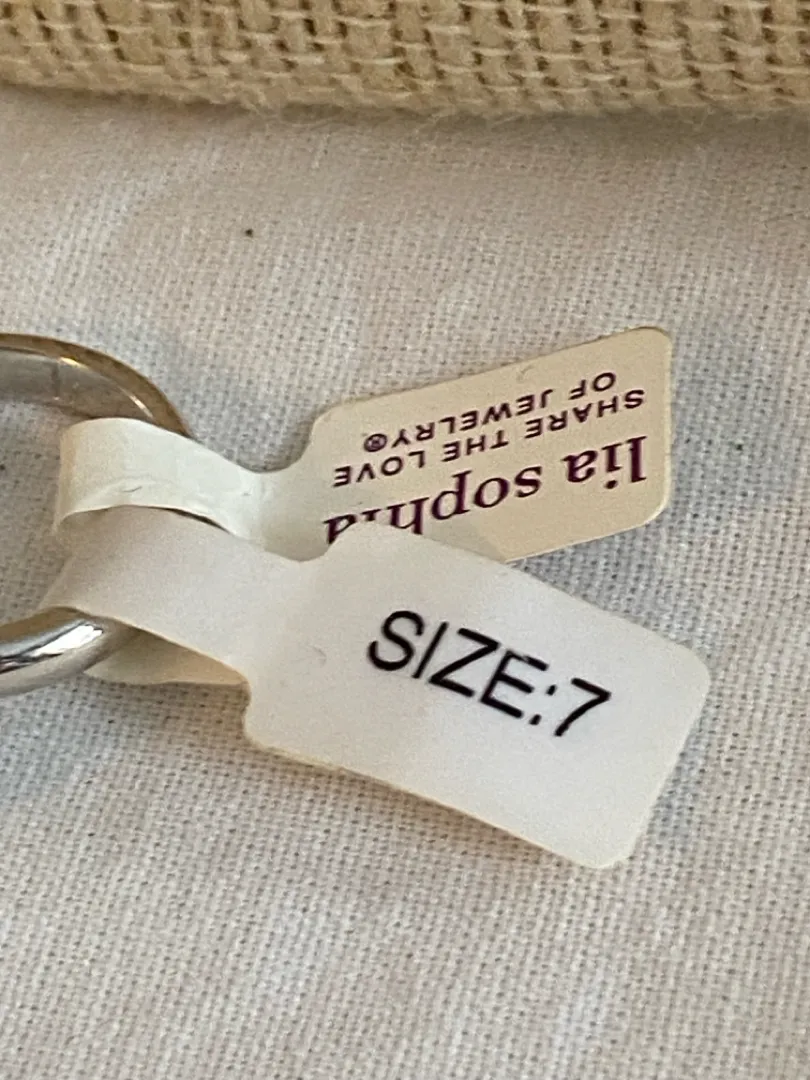 lia sophia
SHARE THE LOVE
OF JEWELRY®
SIZE:7